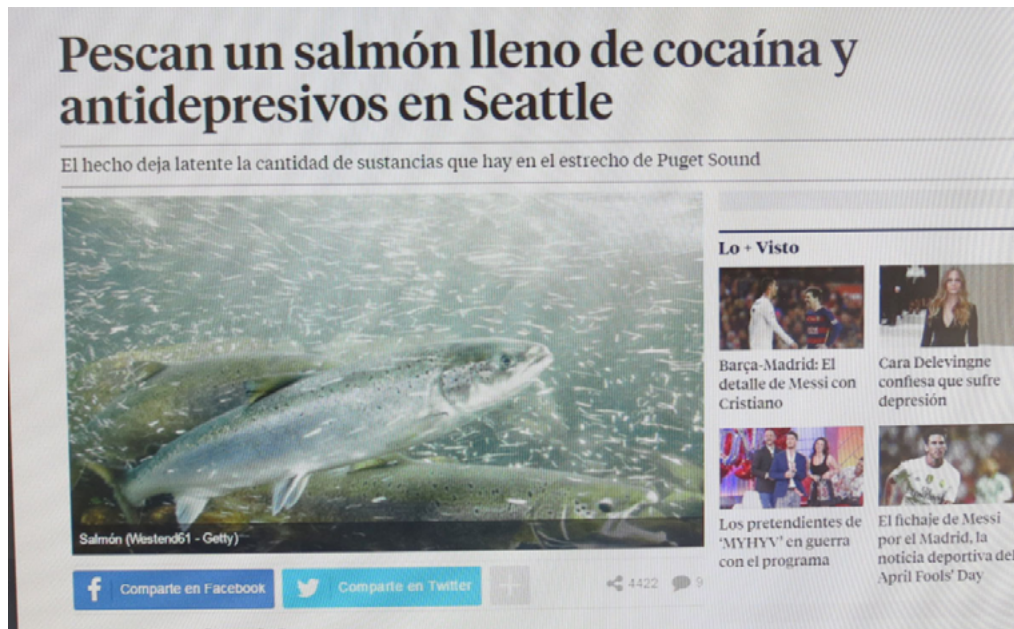 Pescan un salmón lleno de cocaína y
antidepresivos en Seattle
El hecho deja latente la cantidad de sustancias que hay en el estrecho de Puget Sound
Salmón (Westend61 - Getty)
Comparte en Facebook
Comparte en Twitter
4422
9
Lo + Visto
Barça-Madrid: El
detalle de Messi con
Cristiano
Cara Delevingne
confiesa que sufre
depresión
Los pretendientes de
'MYHYV' en guerra
con el programa
El fichaje de Messi
por el Madrid, la
noticia deportiva del
April Fools' Day